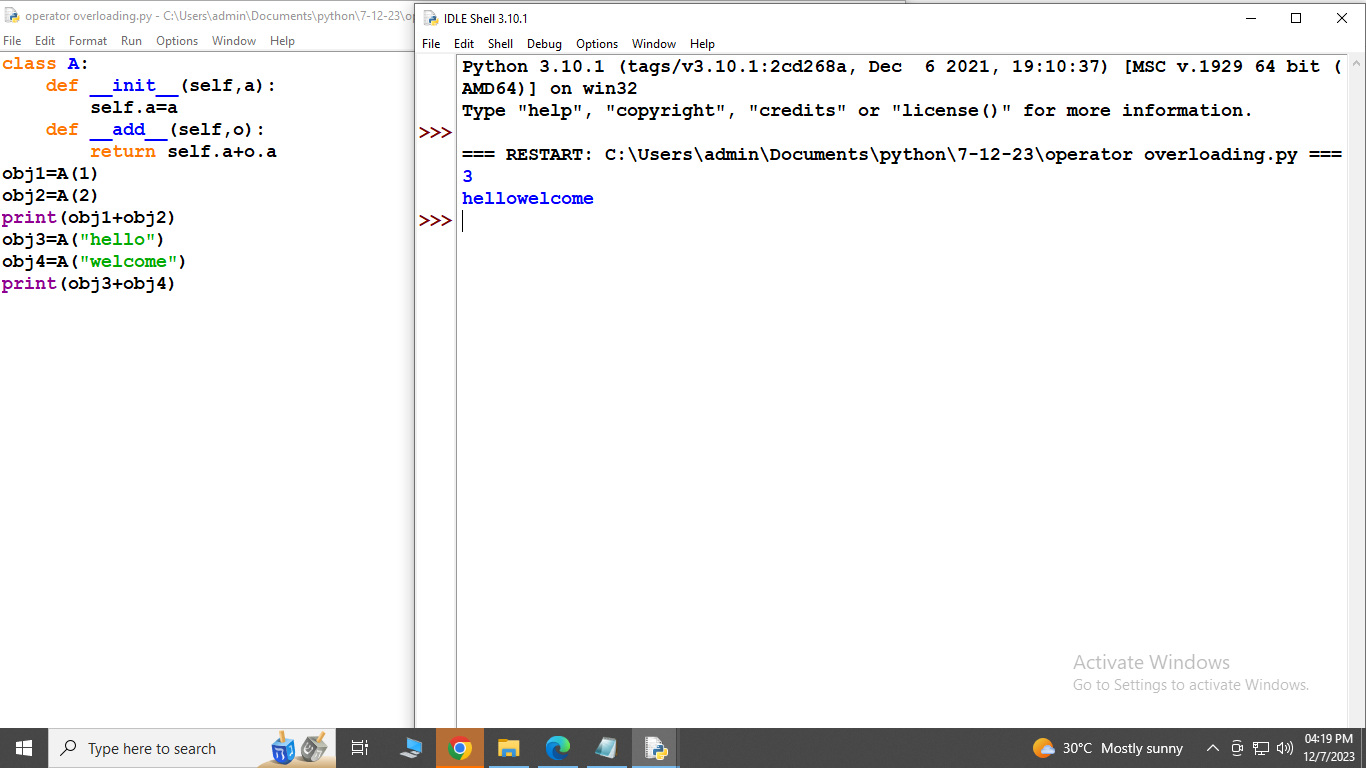 operator overloading.py - C:\Users\admin\Documents\python\7-12-23\op
File Edit Format Run Options Window Help
class A:
    def __init__(self,a):
        self.a=a
    def __add__(self,o):
        return self.a+o.a
obj1=A(1)
obj2=A(2)
print(obj1+obj2)
obj3=A("hello")
obj4=A("welcome")
print(obj3+obj4)
IDLE Shell 3.10.1
File Edit Shell Debug Options Window Help
Python 3.10.1 (tags/v3.10.1:2cd268a, Dec  6 2021, 19:10:37) [MSC v.1929 64 bit (
AMD64)] on win32
Type "help", "copyright", "credits" or "license()" for more information.
>>>
=== RESTART: C:\Users\admin\Documents\python\7-12-23\operator overloading.py ===
3
hellowelcome
>>>
Activate Windows
Go to Settings to activate Windows.
Type here to search
30°C Mostly sunny
04:19 PM
12/7/2023